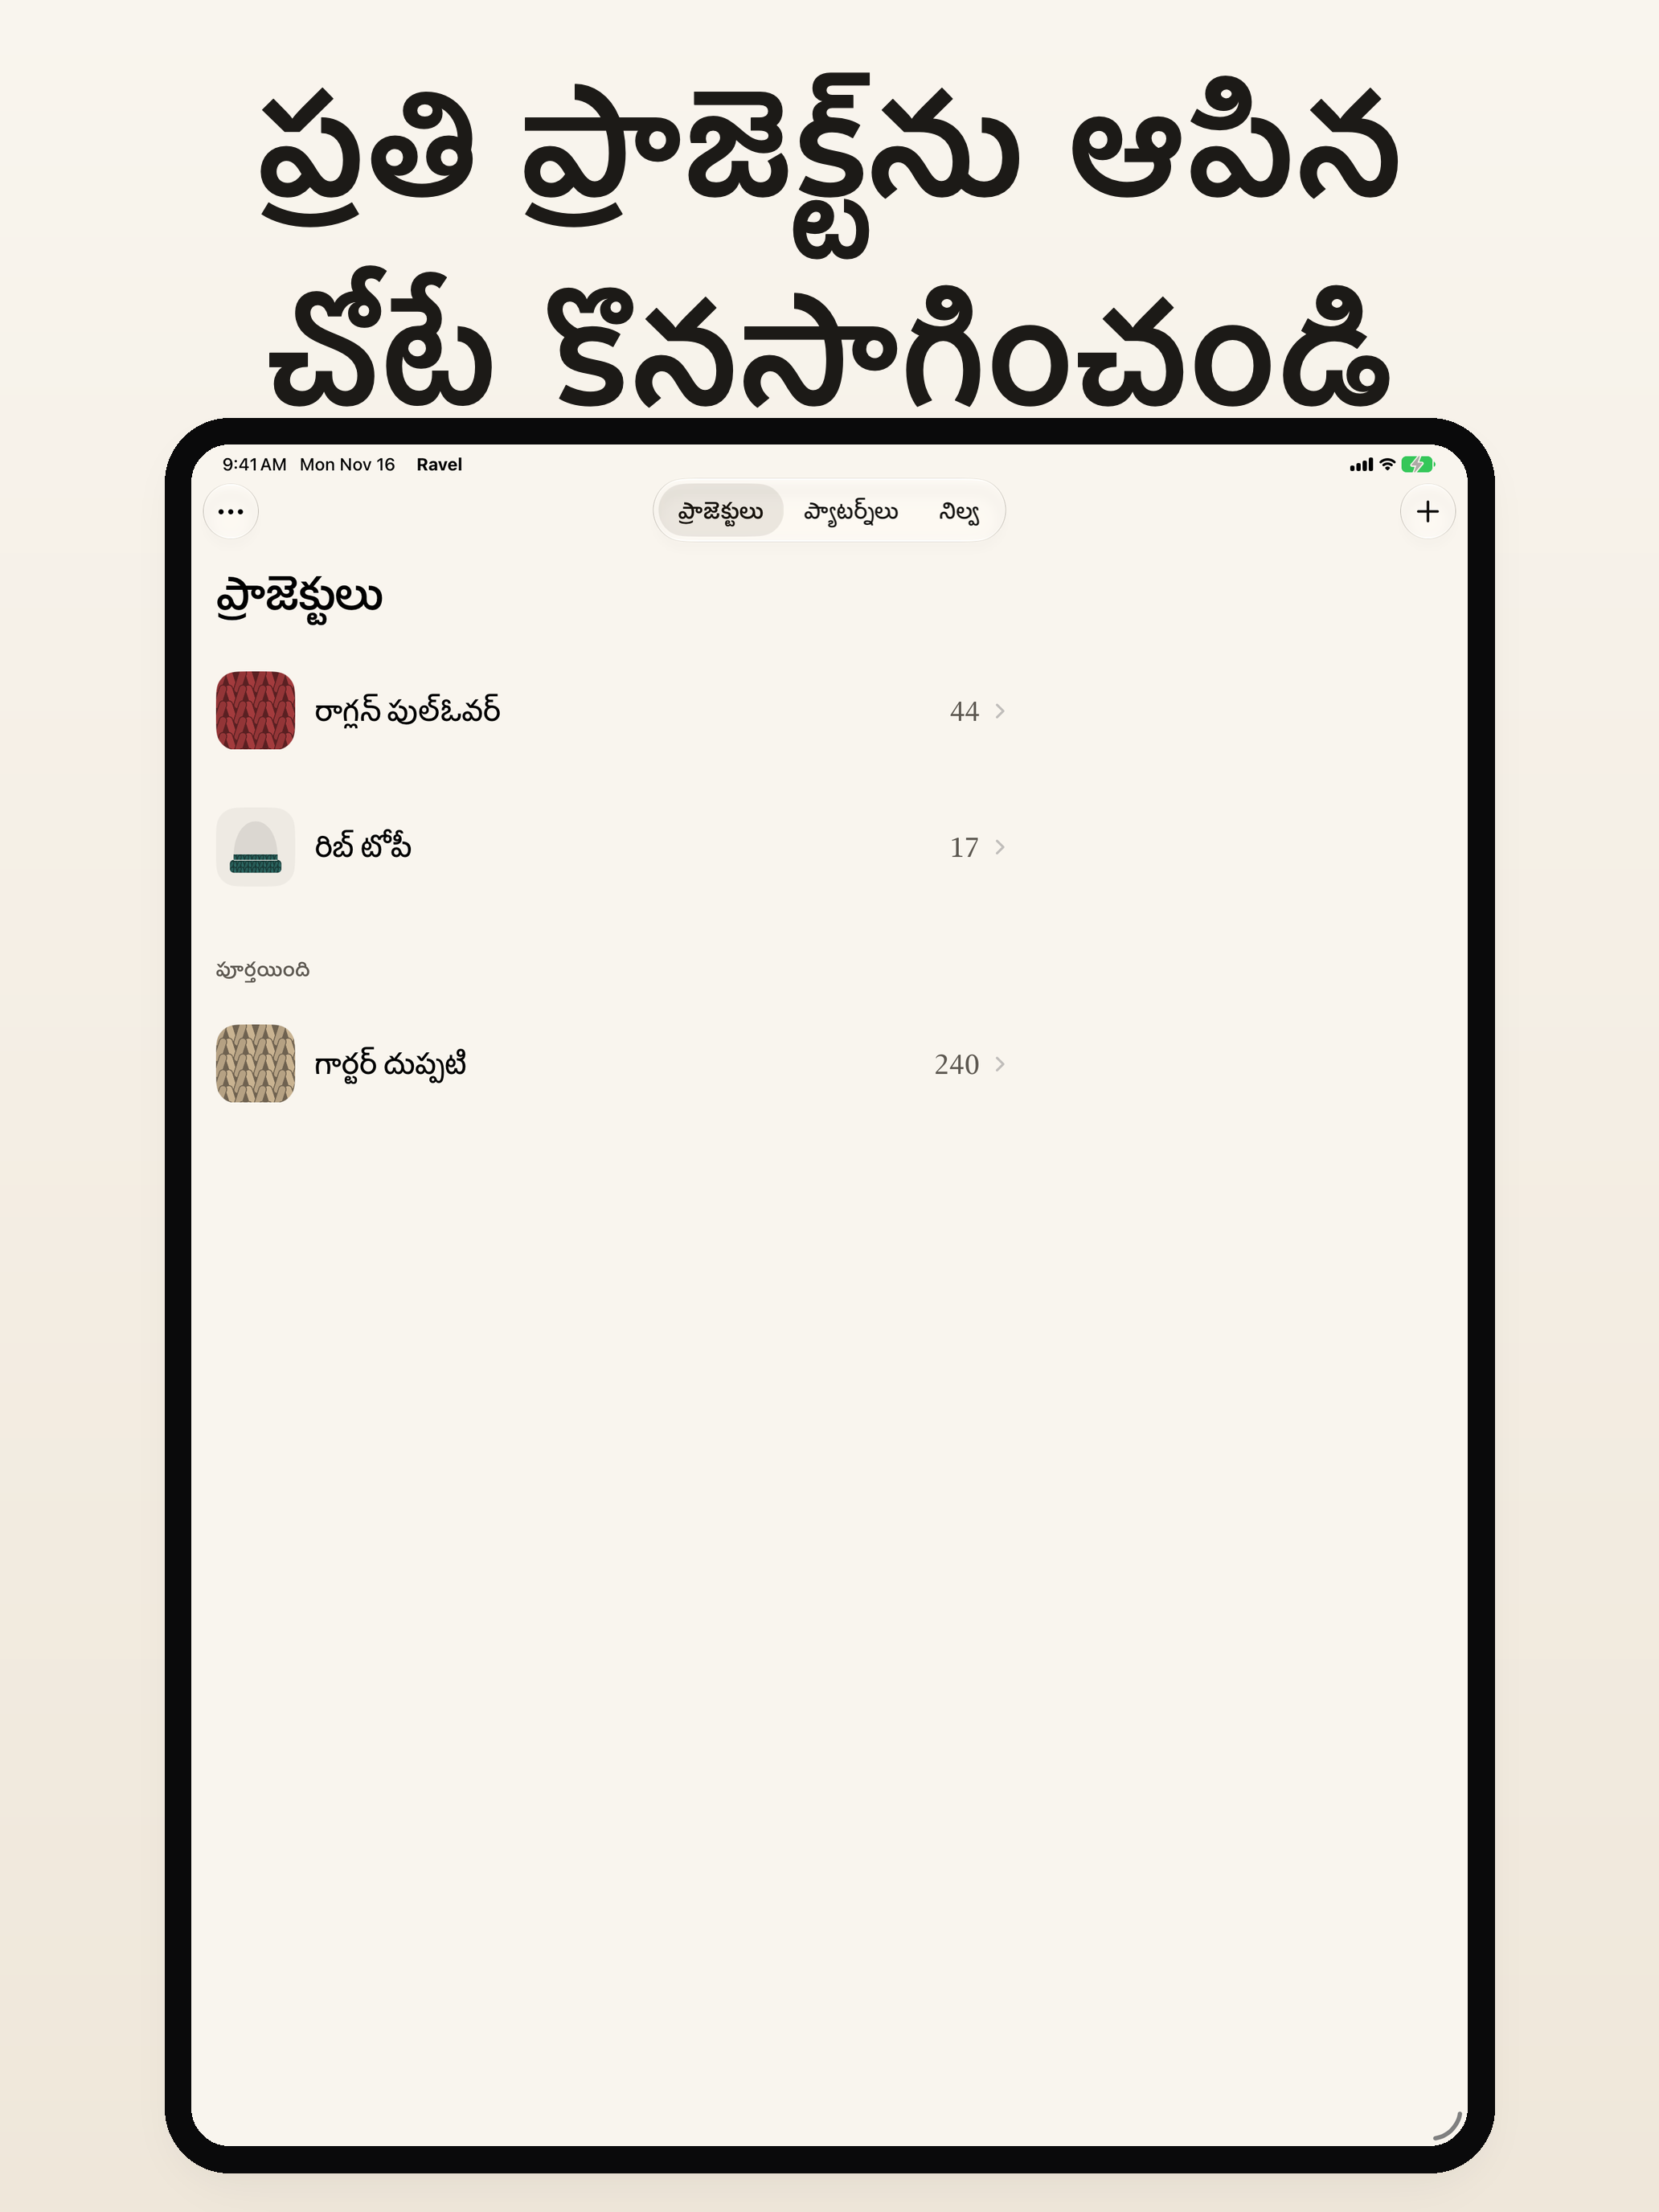 ప్రతి ప్రాజెక్ట్‌ను ఆపిన
చోటే కొనసాగించండి
9:41 AM Mon Nov 16 Ravel
ప్రాజెక్టులు ప్యాటర్న్‌లు నిల్వ
ప్రాజెక్టులు
రాగ్లన్ పుల్‌ఓవర్ 44
రిబ్ టోపీ 17
పూర్తయింది
గార్టర్ దుప్పటి 240